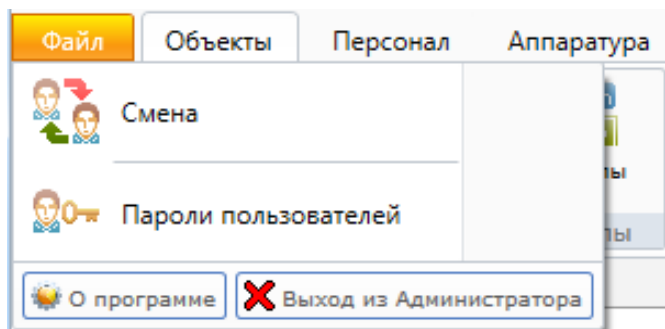 Файл Объекты Персонал Аппаратура
Смена
Пароли пользователей
О программе Выход из Администратора